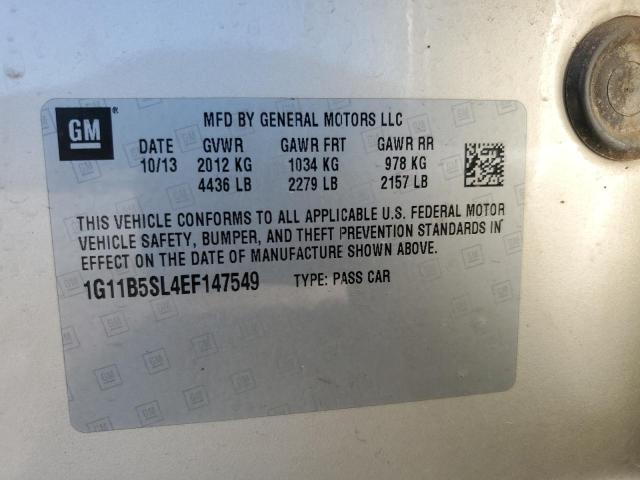 GM
MFD BY GENERAL MOTORS LLC
DATE GVWR GAWR FRT GAWR RR
10/13 2012 KG 1034 KG 978 KG
4436 LB 2279 LB 2157 LB
THIS VEHICLE CONFORMS TO ALL APPLICABLE U.S. FEDERAL MOTOR
VEHICLE SAFETY, BUMPER, AND THEFT PREVENTION STANDARDS IN
EFFECT ON THE DATE OF MANUFACTURE SHOWN ABOVE.
1G11B5SL4EF147549 TYPE: PASS CAR